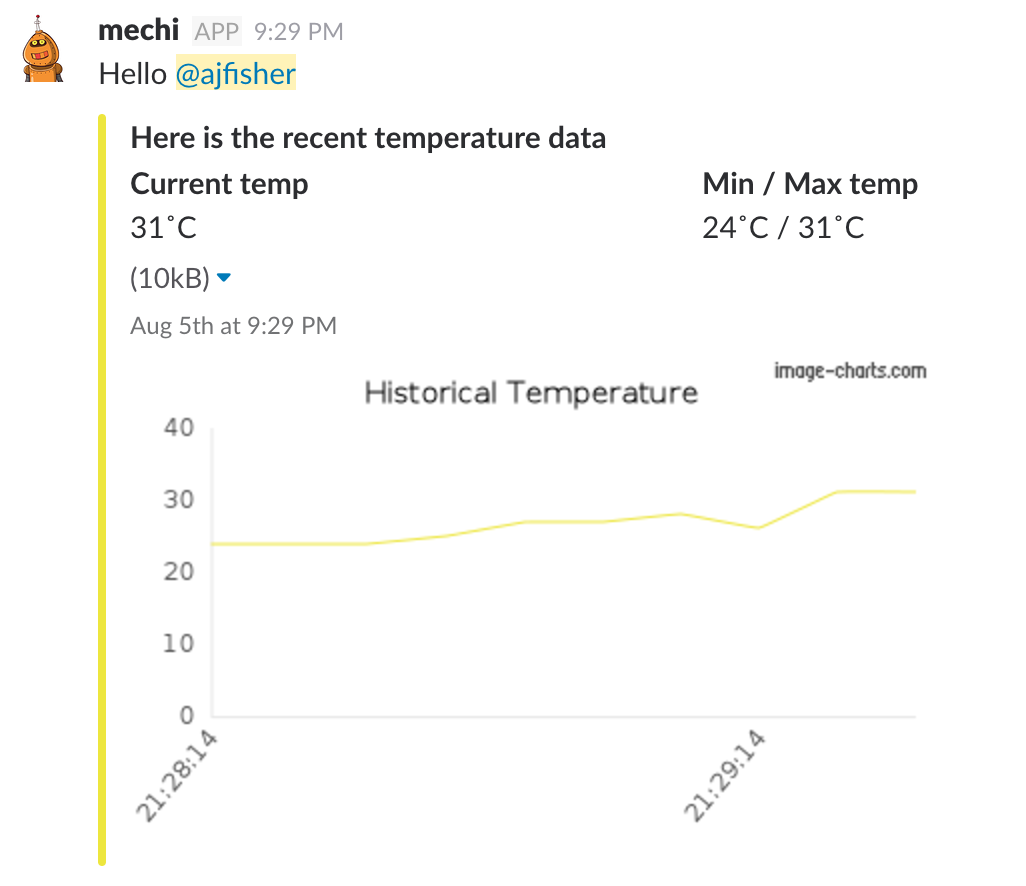 mechi APP 9:29 PM
Hello @ajfisher
Here is the recent temperature data
Current temp Min / Max temp
31˚C 24˚C / 31˚C
(10kB)
Aug 5th at 9:29 PM
image-charts.com
Historical Temperature
40
30
20
10
0
21:28:14 21:29:14